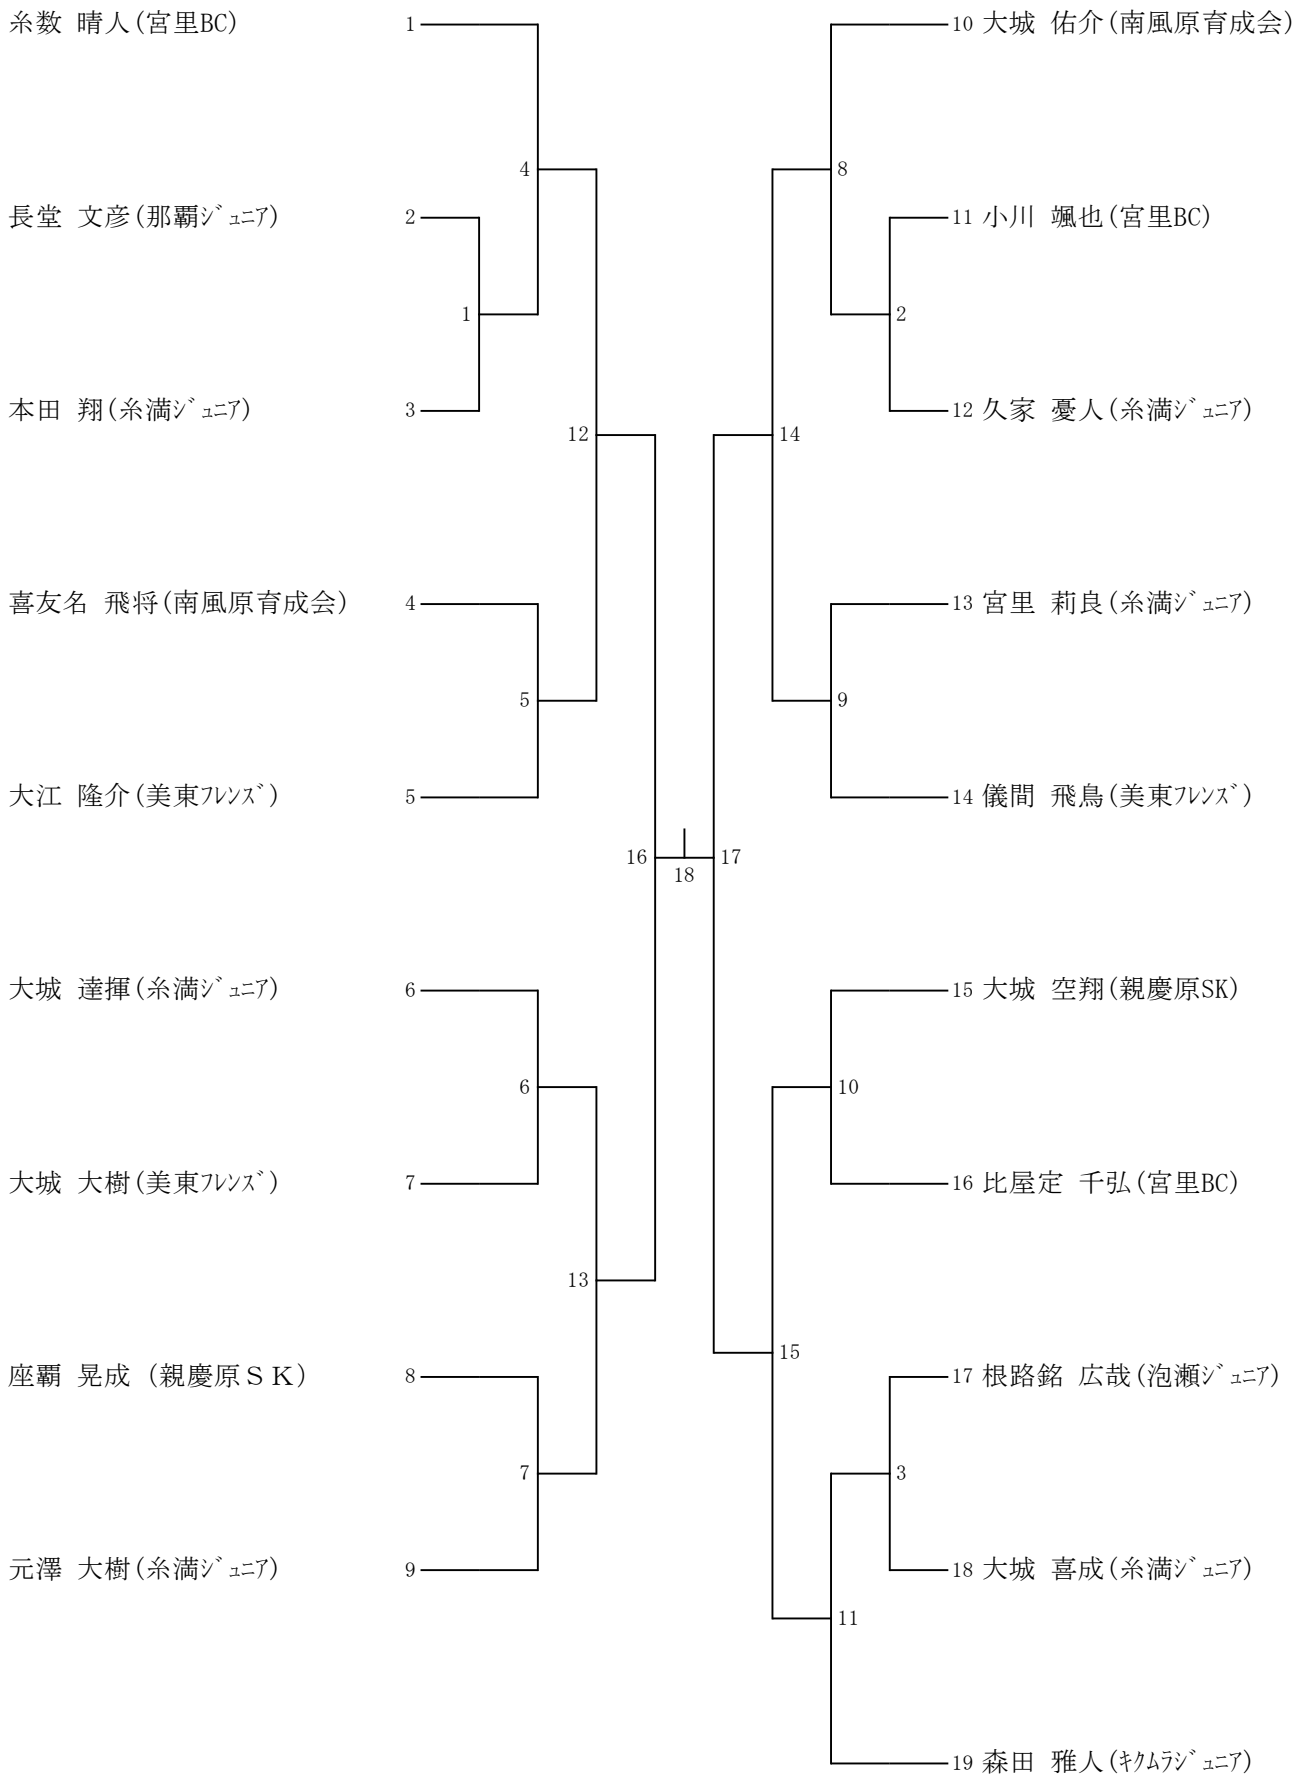 糸数 晴人(宮里BC) 1
10 大城 佑介(南風原育成会)
4
8
長堂 文彦(那覇ｼﾞｭﾆｱ) 2
11 小川 颯也(宮里BC)
1
2
本田 翔(糸満ｼﾞｭﾆｱ) 3
12 久家 憂人(糸満ｼﾞｭﾆｱ)
12
14
喜友名 飛将(南風原育成会) 4
13 宮里 莉良(糸満ｼﾞｭﾆｱ)
5
9
大江 隆介(美東ﾌﾚﾝｽﾞ) 5
14 儀間 飛鳥(美東ﾌﾚﾝｽﾞ)
16
18
17
大城 達揮(糸満ｼﾞｭﾆｱ) 6
15 大城 空翔(親慶原SK)
6
10
大城 大樹(美東ﾌﾚﾝｽﾞ) 7
16 比屋定 千弘(宮里BC)
13
15
座覇 晃成 (親慶原ＳＫ) 8
17 根路銘 広哉(泡瀬ｼﾞｭﾆｱ)
7
3
元澤 大樹(糸満ｼﾞｭﾆｱ) 9
18 大城 喜成(糸満ｼﾞｭﾆｱ)
11
19 森田 雅人(ｷｸﾑﾗｼﾞｭﾆｱ)